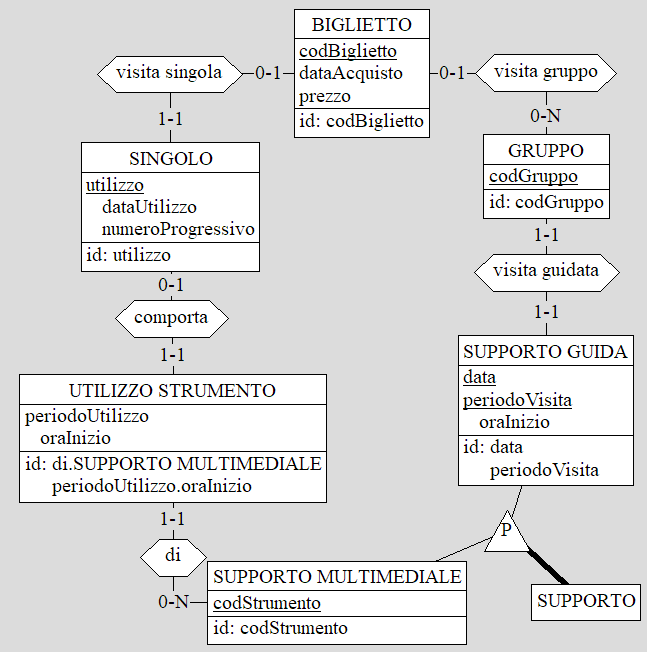 BIGLIETTO
codBiglietto
dataAcquisto
prezzo
id: codBiglietto
visita singola
0-1
0-1
visita gruppo
1-1
0-N
SINGOLO
utilizzo
dataUtilizzo
numeroProgressivo
id: utilizzo
GRUPPO
codGruppo
id: codGruppo
1-1
visita guidata
1-1
0-1
comporta
1-1
SUPPORTO GUIDA
data
periodoVisita
oraInizio
id: data
periodoVisita
UTILIZZO STRUMENTO
periodoUtilizzo
oraInizio
id: di.SUPPORTO MULTIMEDIALE
periodoUtilizzo.oraInizio
1-1
di
0-N
P
SUPPORTO MULTIMEDIALE
codStrumento
id: codStrumento
SUPPORTO